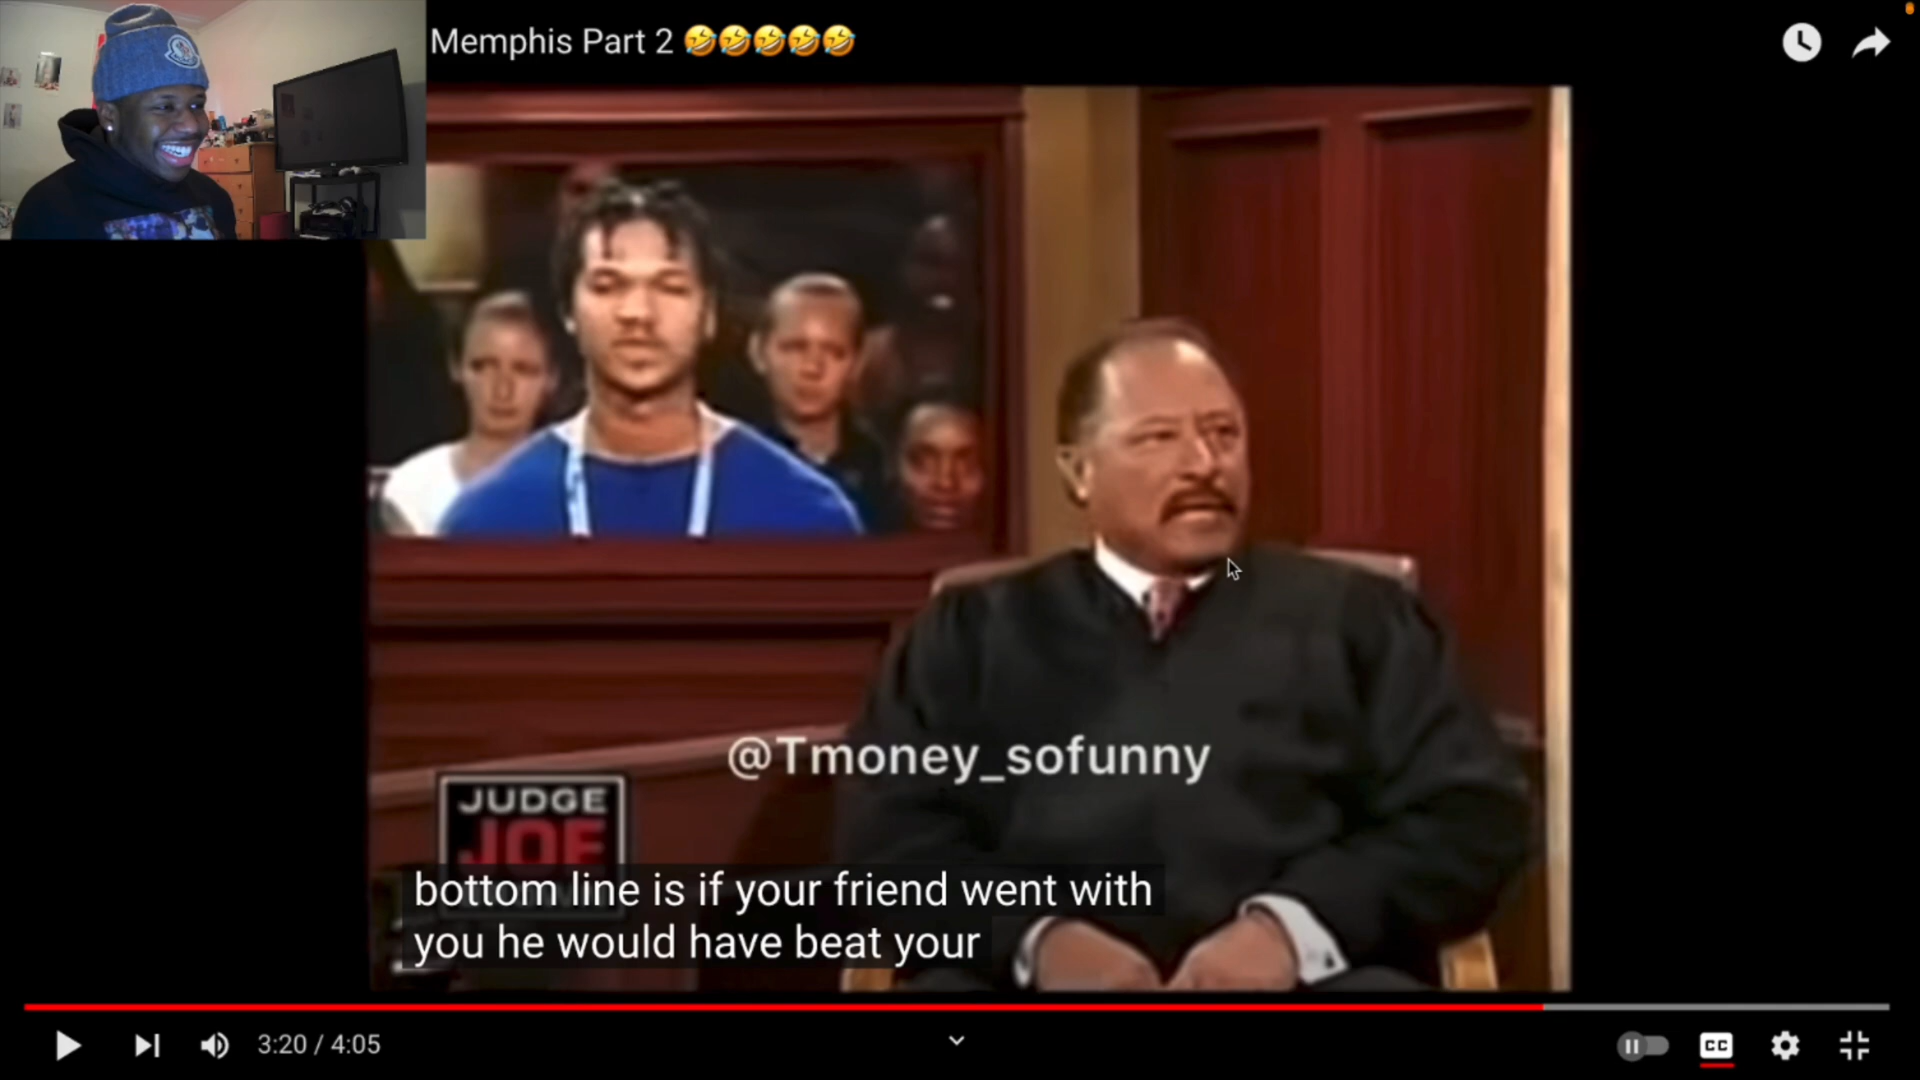 Memphis Part 2 🤣🤣🤣🤣🤣
@Tmoney_sofunny
JUDGE
JOE
bottom line is if your friend went with
you he would have beat your
3:20 / 4:05
CC